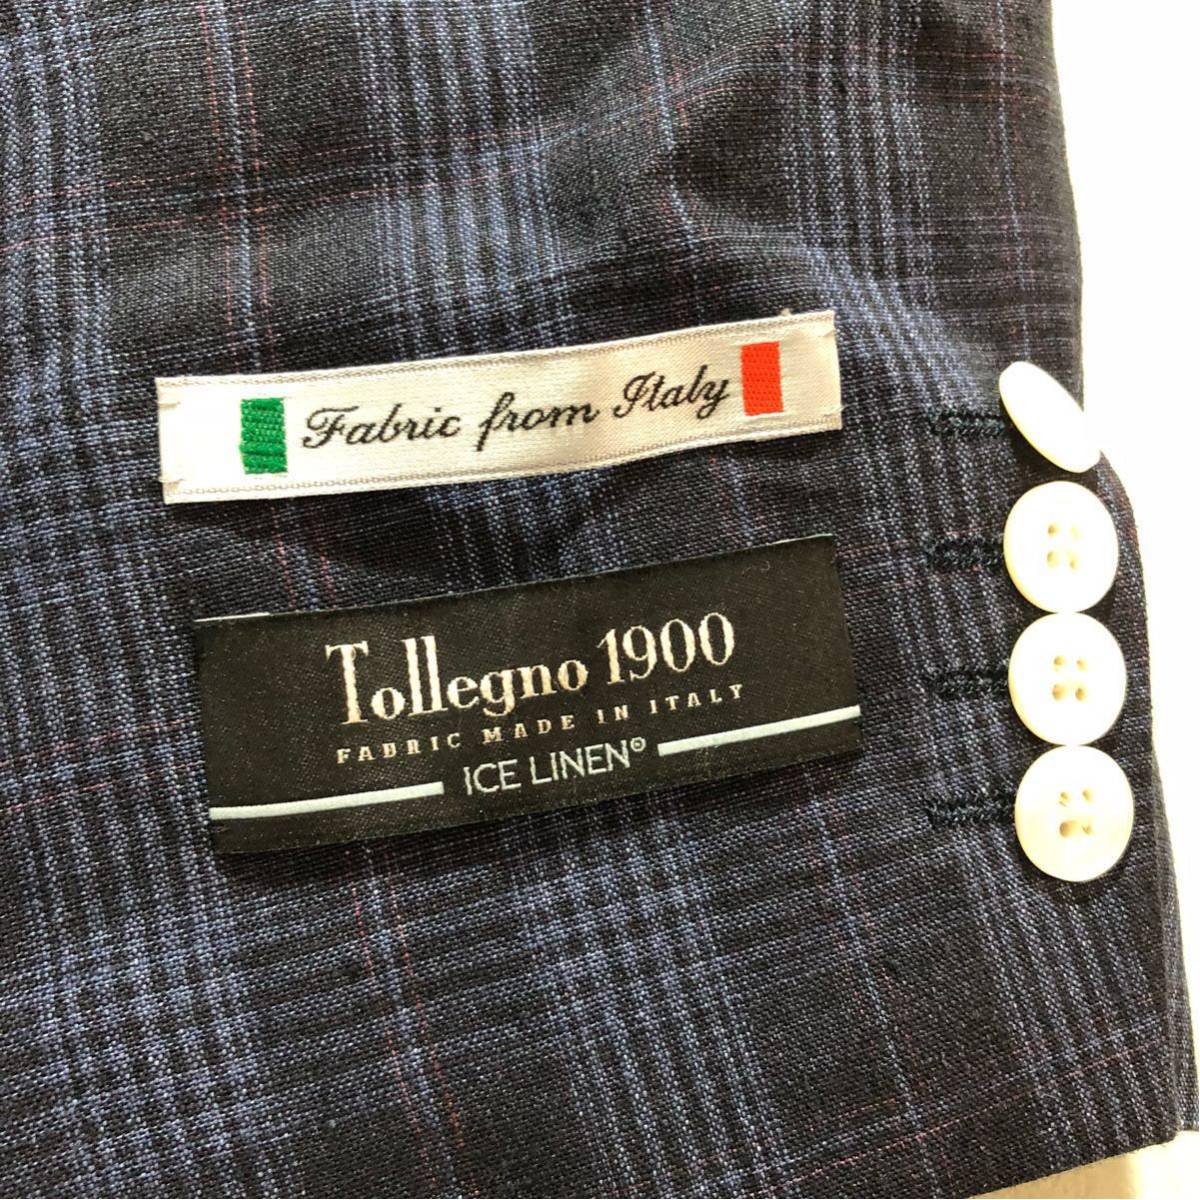 Fabric from Italy
Tollegno 1900
FABRIC MADE IN ITALY
ICE LINEN®